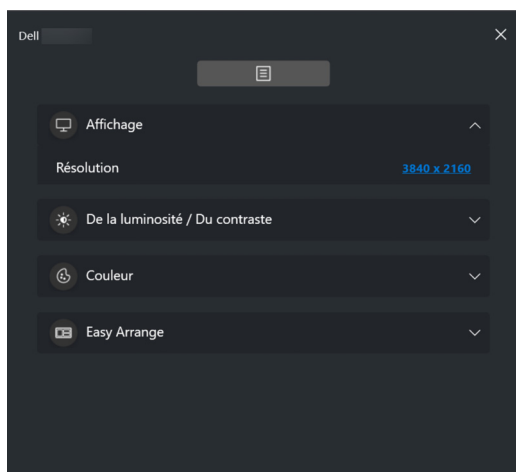 Dell
Affichage
Résolution 3840 x 2160
De la luminosité / Du contraste
Couleur
Easy Arrange